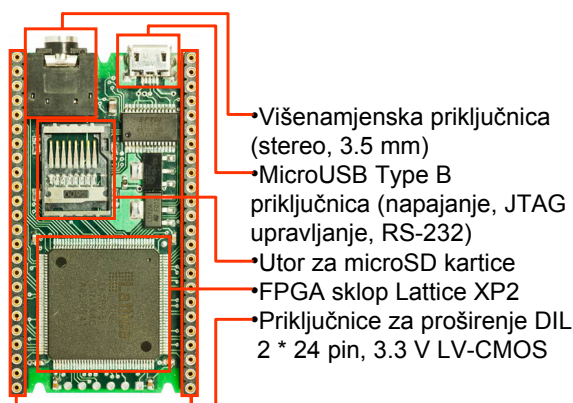 •Višenamjenska priključnica
(stereo, 3.5 mm)
•MicroUSB Type B
priključnica (napajanje, JTAG
upravljanje, RS-232)
•Utor za microSD kartice
•FPGA sklop Lattice XP2
•Priključnice za proširenje DIL
2 * 24 pin, 3.3 V LV-CMOS